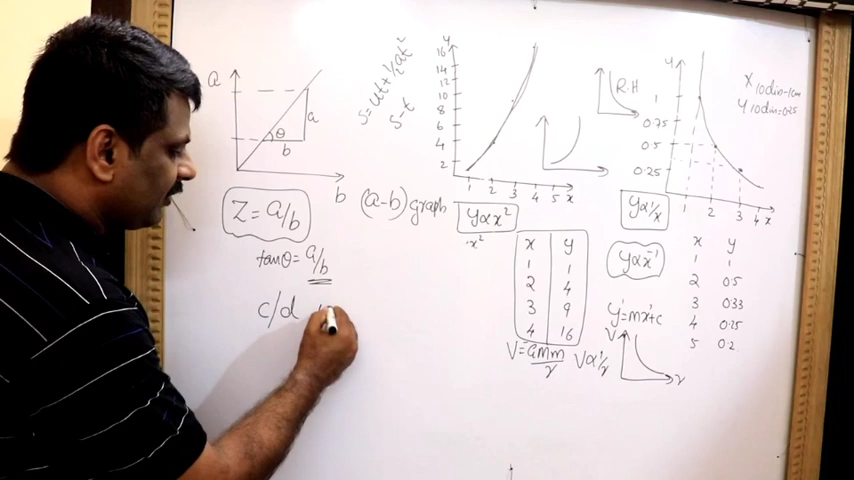 a
θ
a
b
b
Z = a/b
(a-b) graph
tanθ = a/b
c/d
S = ut + ½at²
S-t
y
16
14
12
10
8
6
4
2
1 2 3 4 5 x
y∝x²
x²
x y
1 1
2 4
3 9
4 16
R.H
y
1
0.75
0.5
0.25
1 2 3 4 x
X 10div=1cm
Y 10div=0.25
y∝1/x
y∝x⁻¹
y=mx+c
x y
1 1
2 0.5
3 0.33
4 0.25
5 0.2
V∝1/r
V
r